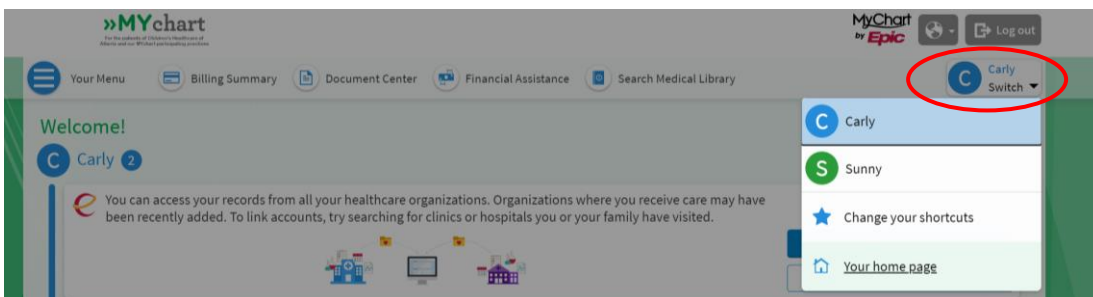 »MYchart
For the patients of Children's Healthcare of
Atlanta and our MYchart participating practices
MyChart
by Epic
Log out
Your Menu
Billing Summary
Document Center
Financial Assistance
Search Medical Library
C
Carly
Switch
Welcome!
C Carly 2
You can access your records from all your healthcare organizations. Organizations where you receive care may have
been recently added. To link accounts, try searching for clinics or hospitals you or your family have visited.
C Carly
S Sunny
Change your shortcuts
Your home page